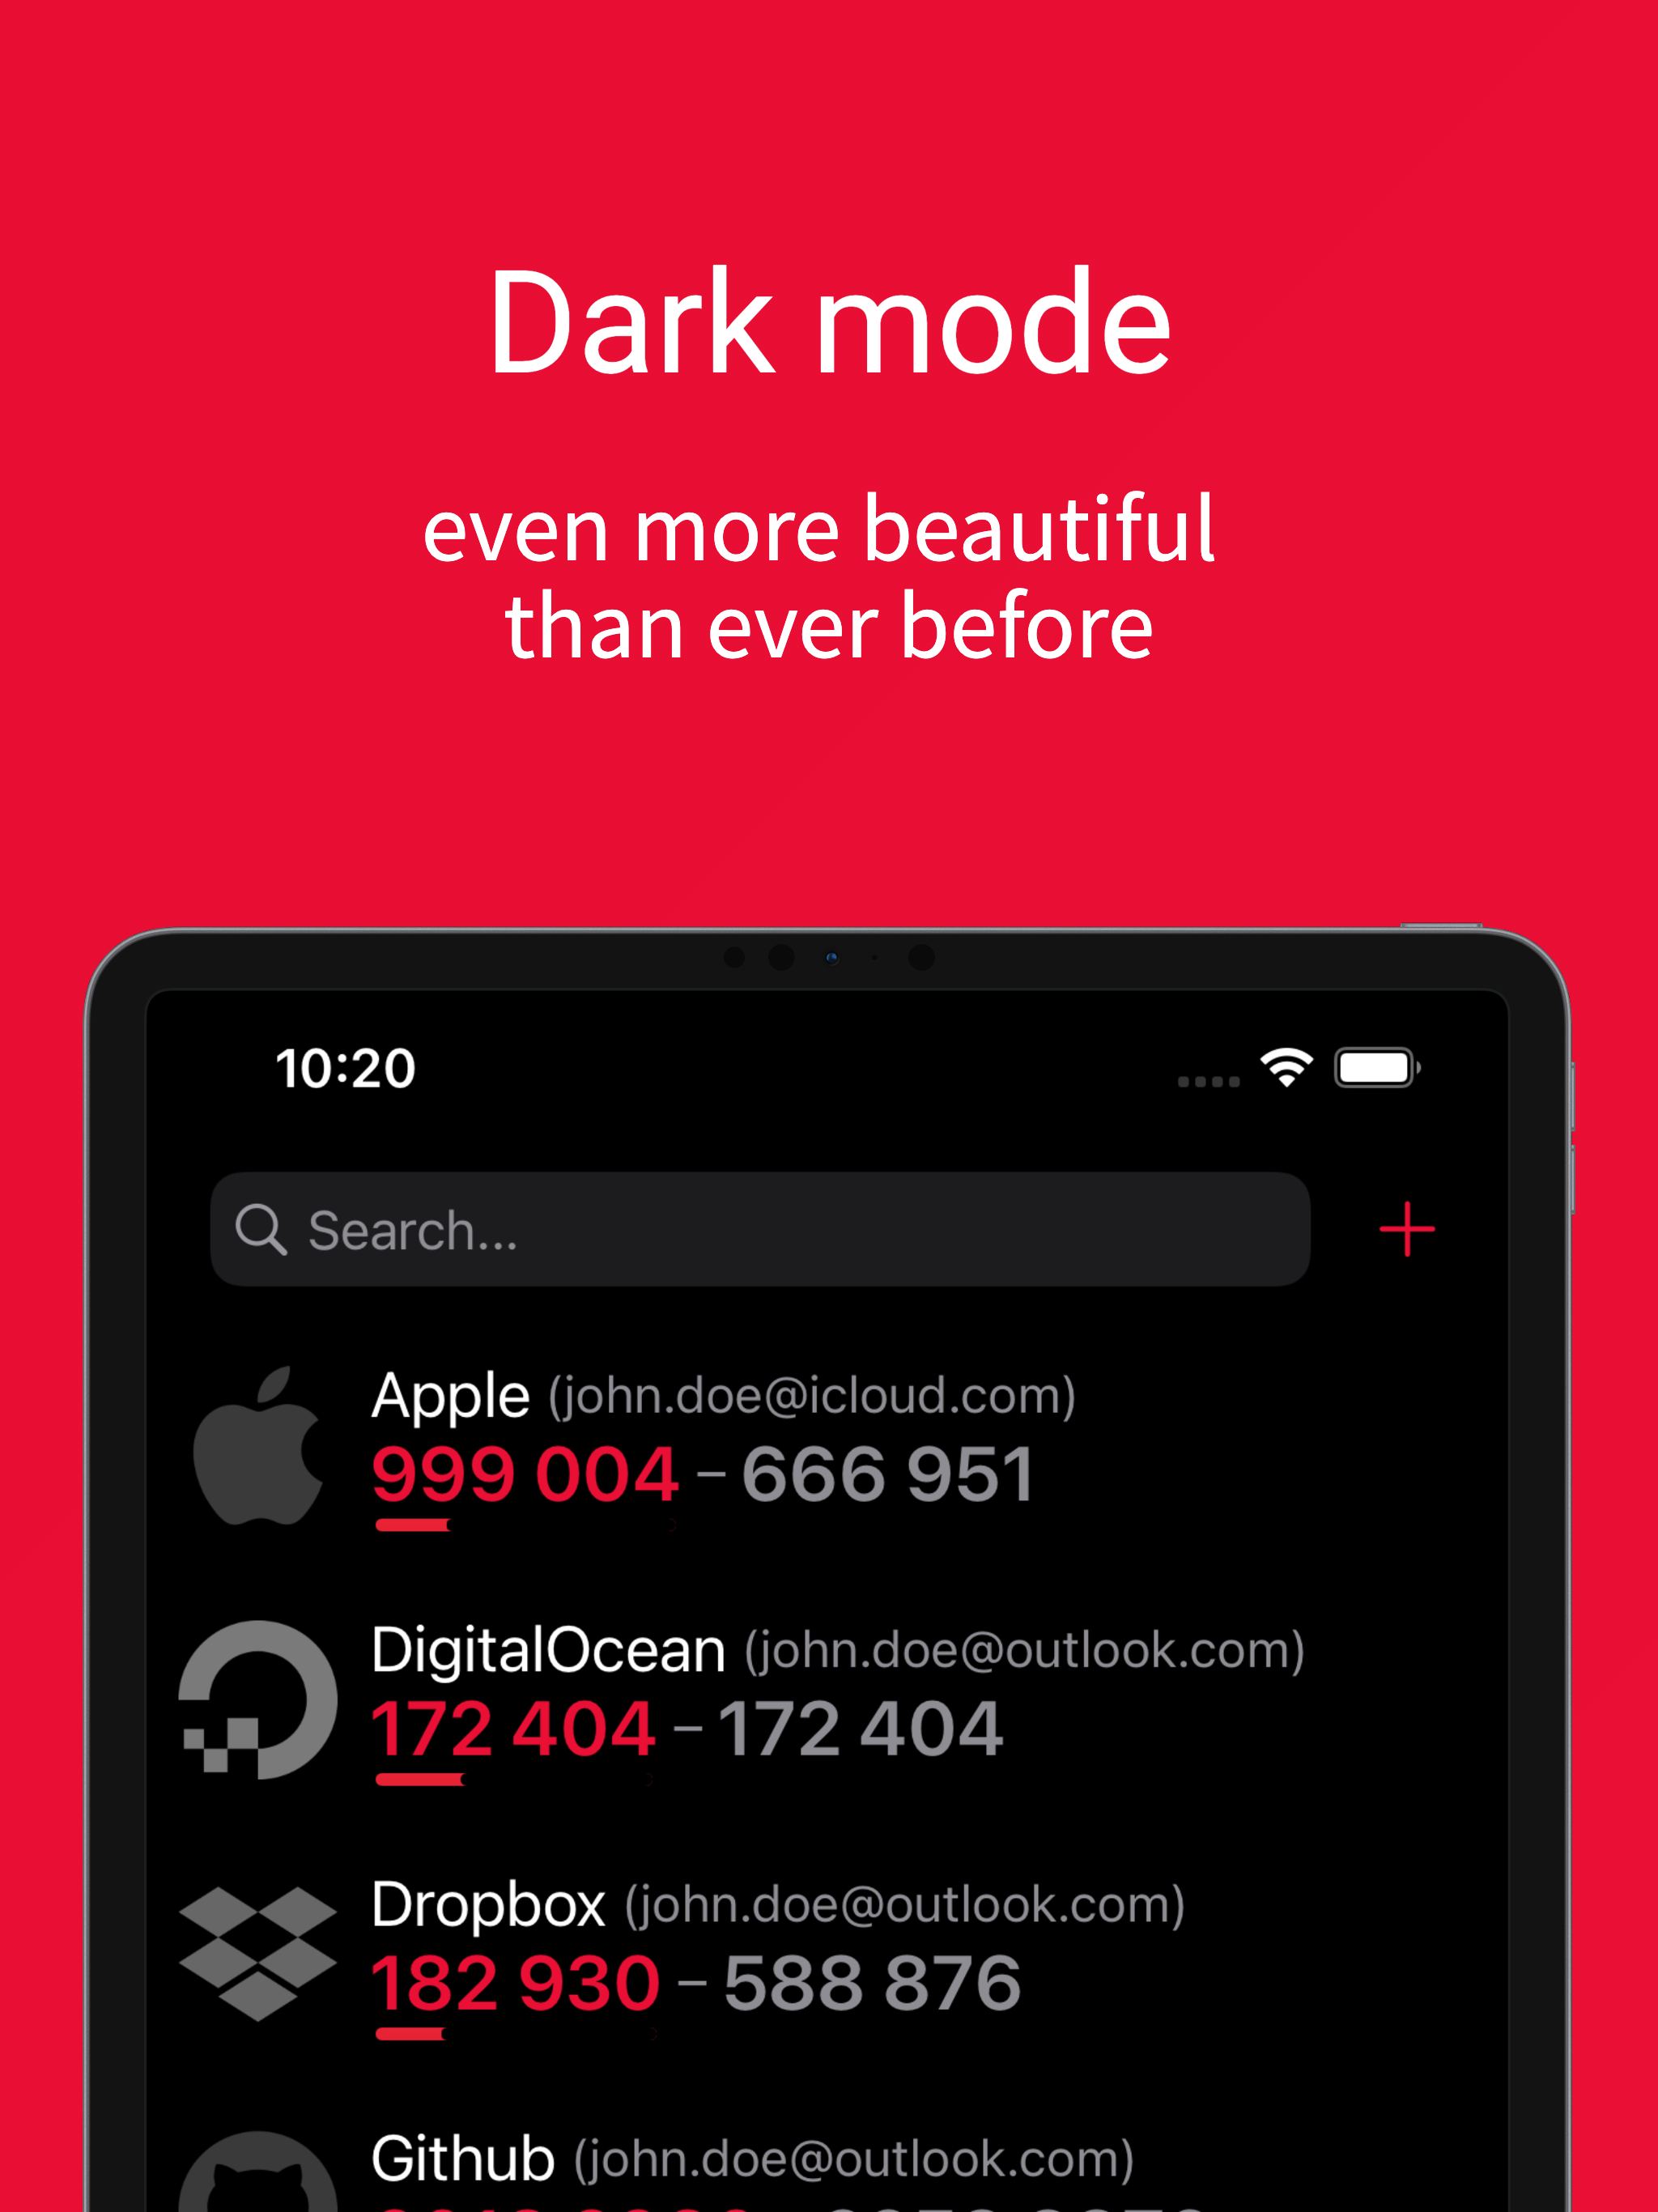 Dark mode
even more beautiful
than ever before
10:20
Search...
Apple (john.doe@icloud.com)
999 004 – 666 951
DigitalOcean (john.doe@outlook.com)
172 404 – 172 404
Dropbox (john.doe@outlook.com)
182 930 – 588 876
Github (john.doe@outlook.com)